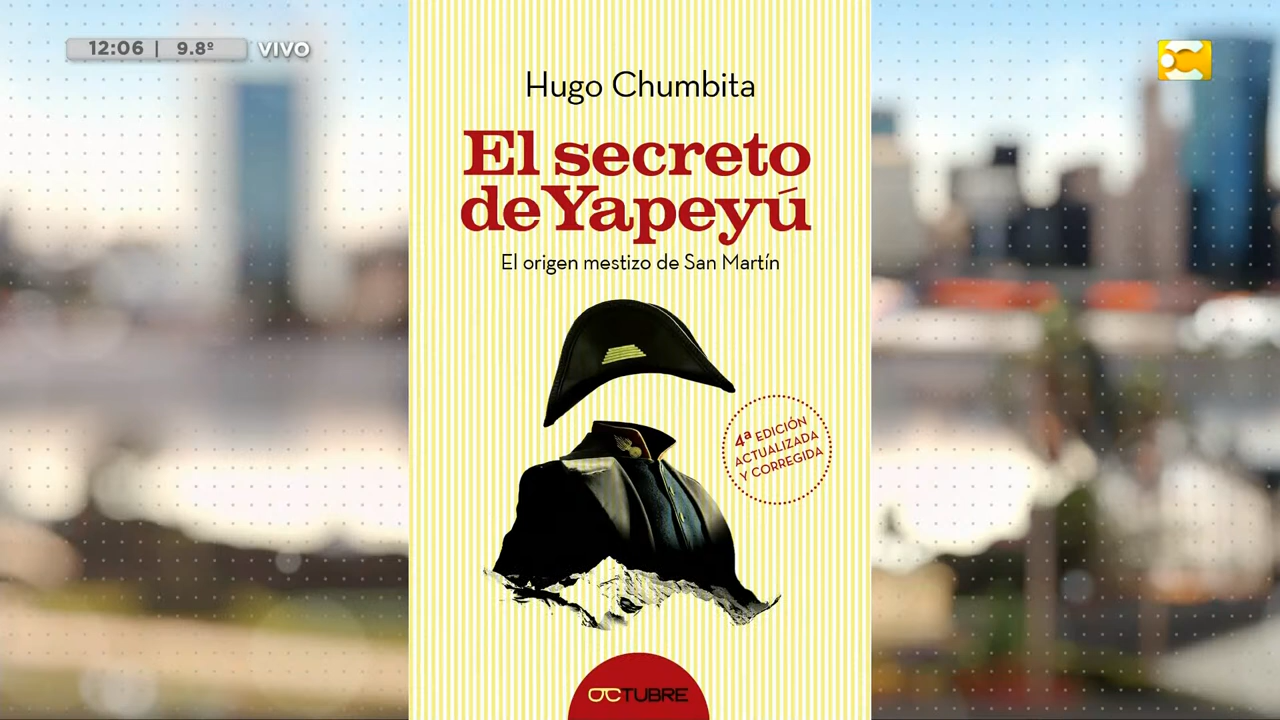 12:06 | 9.8º VIVO
Hugo Chumbita
El secreto
de Yapeyú
El origen mestizo de San Martín
4ª EDICIÓN
ACTUALIZADA
Y CORREGIDA
OCTUBRE